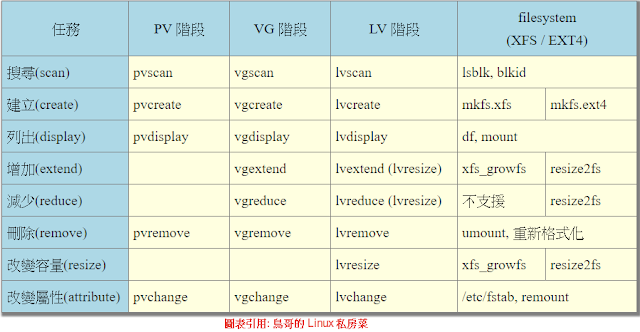 任務 PV 階段 VG 階段 LV 階段 filesystem
(XFS / EXT4)
搜尋(scan) pvscan vgscan lvscan lsblk, blkid
建立(create) pvcreate vgcreate lvcreate mkfs.xfs mkfs.ext4
列出(display) pvdisplay vgdisplay lvdisplay df, mount
增加(extend) vgextend lvextend (lvresize) xfs_growfs resize2fs
減少(reduce) vgreduce lvreduce (lvresize) 不支援 resize2fs
刪除(remove) pvremove vgremove lvremove umount, 重新格式化
改變容量(resize) lvresize xfs_growfs resize2fs
改變屬性(attribute) pvchange vgchange lvchange /etc/fstab, remount
圖表引用: 鳥哥的 Linux 私房菜